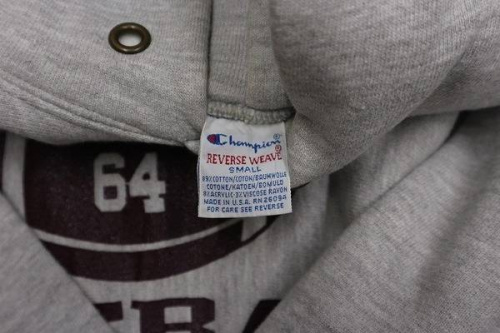 Champion
REVERSE WEAVE®
SMALL
89%COTTON/COTON/BAUMWOLLE
COTONE/KATOEN/BOMULD
8%ACRYLIC-3%VISCOSE RAYON
MADE IN U.S.A. RN 26094
FOR CARE SEE REVERSE
64